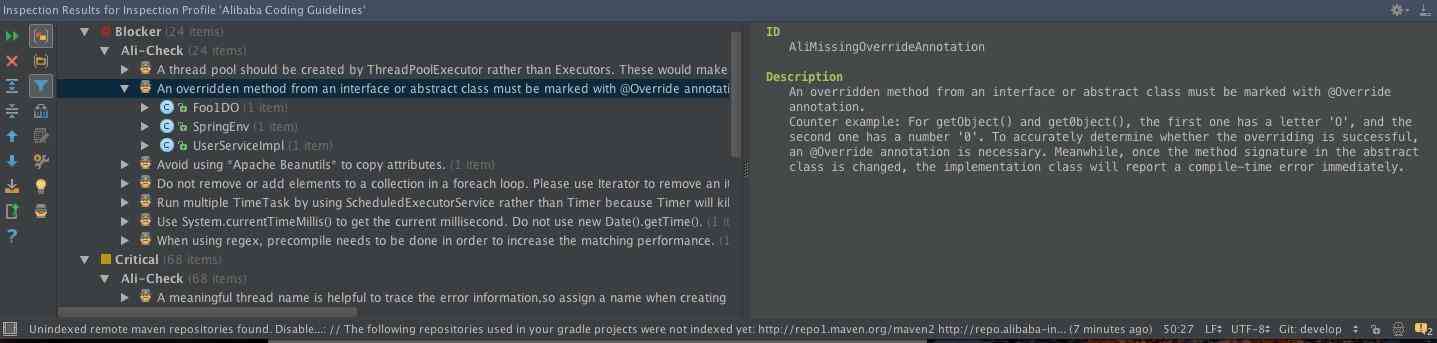 Inspection Results for Inspection Profile 'Alibaba Coding Guidelines'
Blocker (24 items)
Ali-Check (24 items)
A thread pool should be created by ThreadPoolExecutor rather than Executors. These would make
An overridden method from an interface or abstract class must be marked with @Override annotati
Foo1DO (1 item)
SpringEnv (1 item)
UserServiceImpl (1 item)
Avoid using *Apache Beanutils* to copy attributes. (1 item)
Do not remove or add elements to a collection in a foreach loop. Please use Iterator to remove an it
Run multiple TimeTask by using ScheduledExecutorService rather than Timer because Timer will kil
Use System.currentTimeMillis() to get the current millisecond. Do not use new Date().getTime(). (1 it
When using regex, precompile needs to be done in order to increase the matching performance. (1
Critical (68 items)
Ali-Check (68 items)
A meaningful thread name is helpful to trace the error information,so assign a name when creating
ID
AliMissingOverrideAnnotation
Description
An overridden method from an interface or abstract class must be marked with @Override
annotation.
Counter example: For getObject() and get0bject(), the first one has a letter 'O', and the
second one has a number '0'. To accurately determine whether the overriding is successful,
an @Override annotation is necessary. Meanwhile, once the method signature in the abstract
class is changed, the implementation class will report a compile-time error immediately.
Unindexed remote maven repositories found. Disable...: // The following repositories used in your gradle projects were not indexed yet: http://repo1.maven.org/maven2 http://repo.alibaba-in... (7 minutes ago) 50:27 LF UTF-8 Git: develop 2